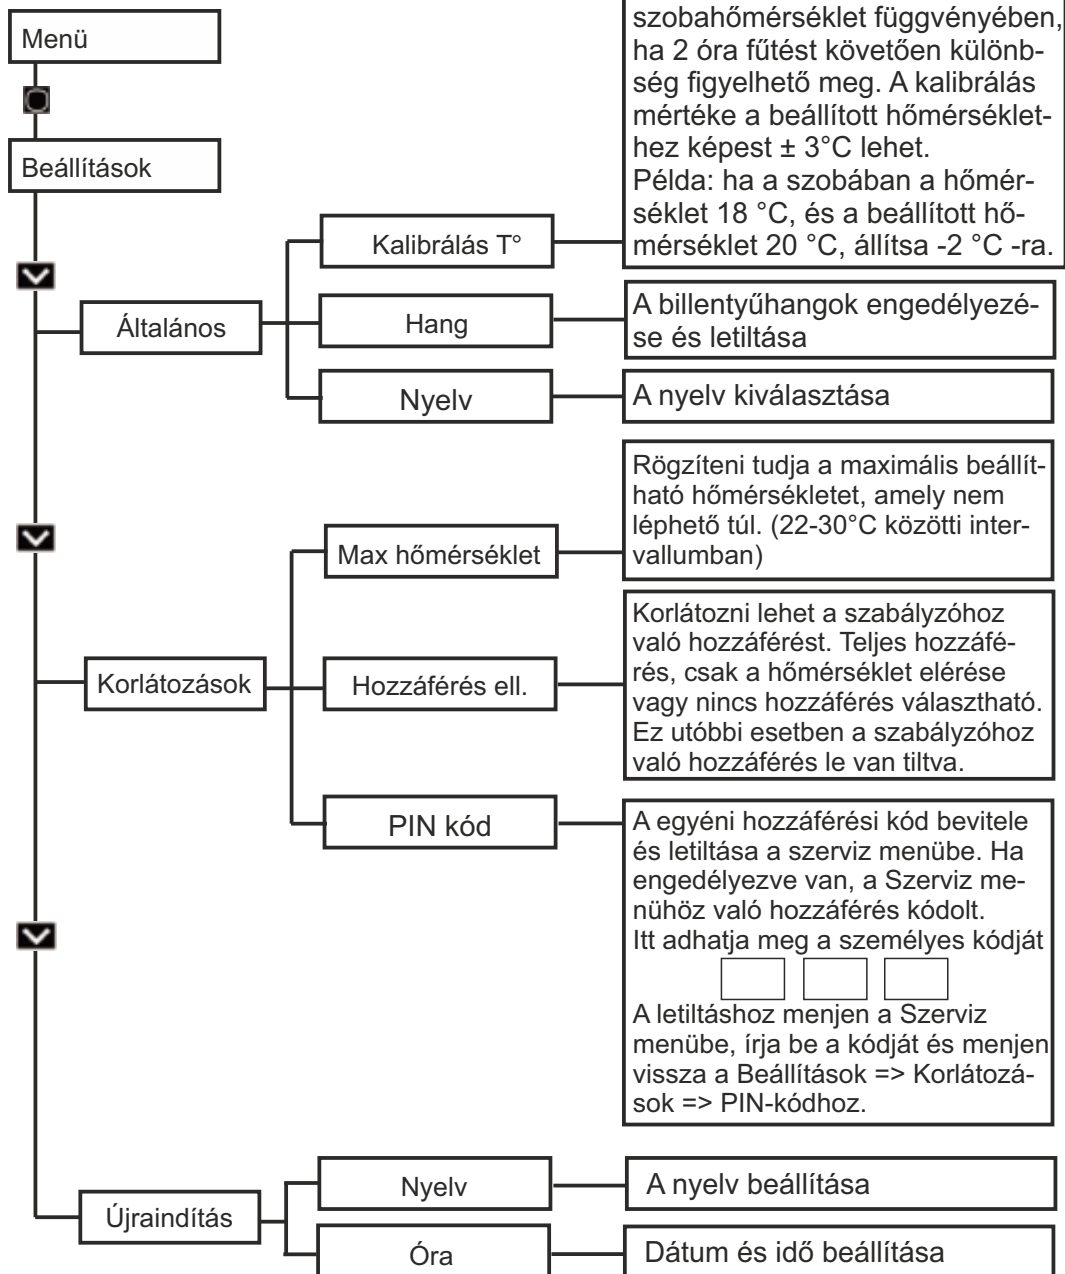 Menü
Beállítások
szobahőmérséklet függvényében,
ha 2 óra fűtést követően különb-
ség figyelhető meg. A kalibrálás
mértéke a beállított hőmérséklet-
hez képest ± 3°C lehet.
Példa: ha a szobában a hőmér-
séklet 18 °C, és a beállított hő-
mérséklet 20 °C, állítsa -2 °C -ra.
Kalibrálás T°
Általános
Hang
A billentyűhangok engedélyezé-
se és letiltása
Nyelv
A nyelv kiválasztása
Rögzíteni tudja a maximális beállít-
ható hőmérsékletet, amely nem
léphető túl. (22-30°C közötti inter-
vallumban)
Max hőmérséklet
Korlátozások
Hozzáférés ell.
Korlátozni lehet a szabályzóhoz
való hozzáférést. Teljes hozzáfé-
rés, csak a hőmérséklet elérése
vagy nincs hozzáférés választható.
Ez utóbbi esetben a szabályzóhoz
való hozzáférés le van tiltva.
PIN kód
A egyéni hozzáférési kód bevitele
és letiltása a szerviz menübe. Ha
engedélyezve van, a Szerviz me-
nühöz való hozzáférés kódolt.
Itt adhatja meg a személyes kódját
A letiltáshoz menjen a Szerviz
menübe, írja be a kódját és menjen
vissza a Beállítások => Korlátozá-
sok => PIN-kódhoz.
Újraindítás
Nyelv
A nyelv beállítása
Óra
Dátum és idő beállítása